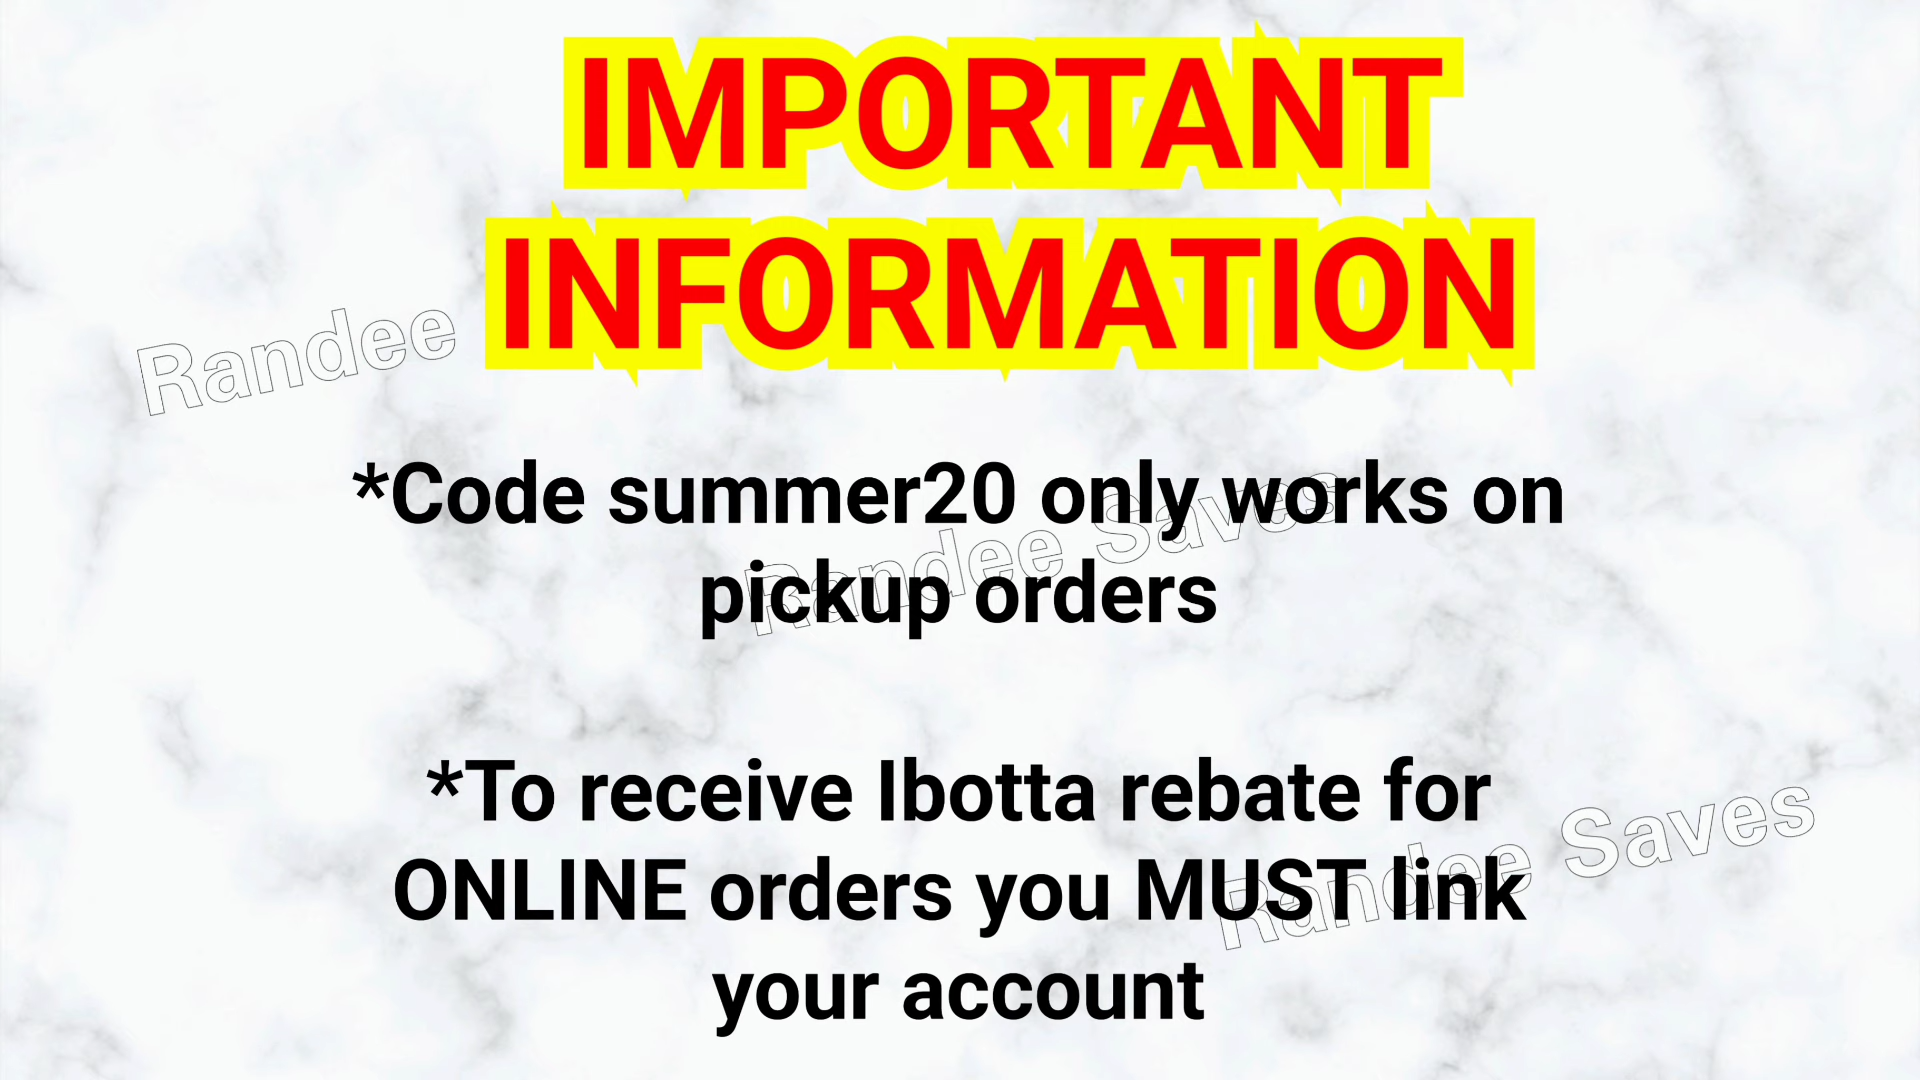 IMPORTANT
INFORMATION
Randee
*Code summer20 only works on
pickup orders
Randee Saves
*To receive Ibotta rebate for
ONLINE orders you MUST link
your account
Randee Saves